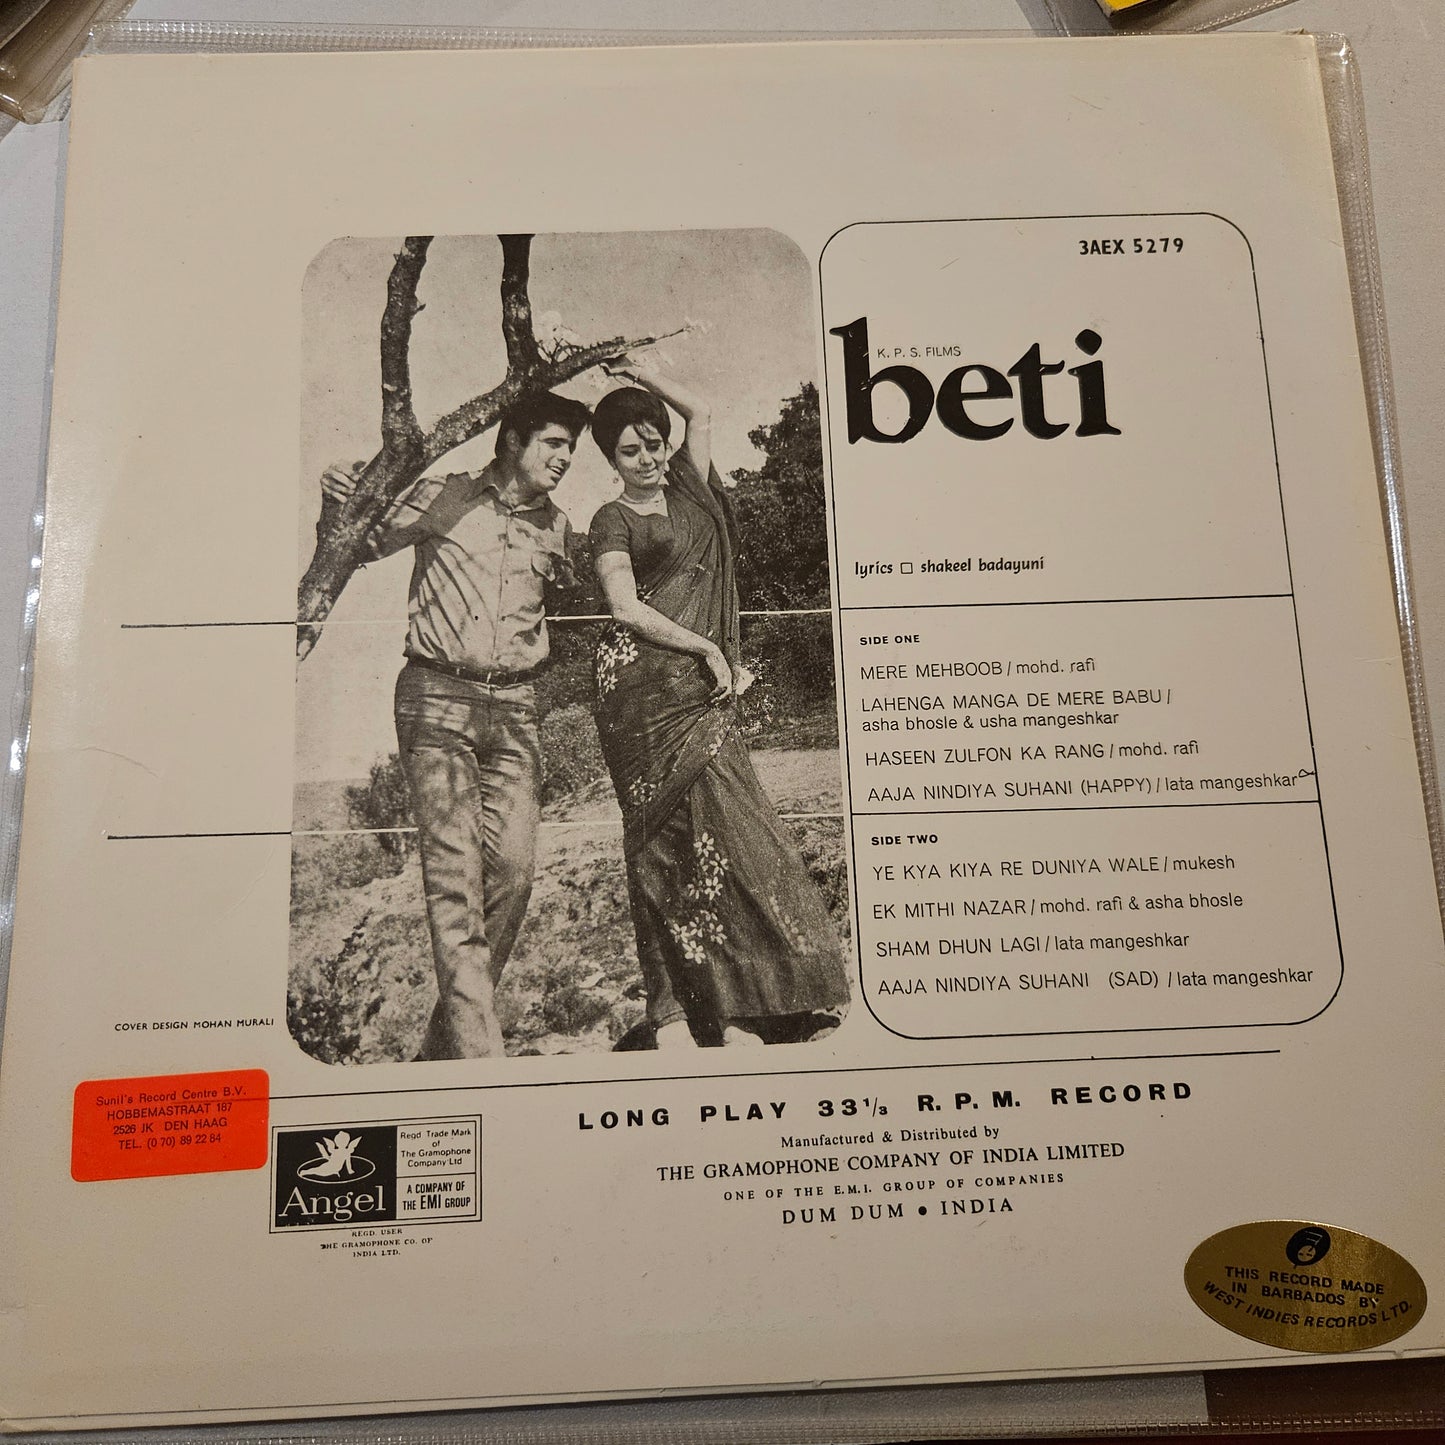 3AEX 5279
K. P. S. FILMS
beti
lyrics □ shakeel badayuni
SIDE ONE
MERE MEHBOOB / mohd. rafi
LAHENGA MANGA DE MERE BABU /
asha bhosle & usha mangeshkar
HASEEN ZULFON KA RANG / mohd. rafi
AAJA NINDIYA SUHANI (HAPPY) / lata mangeshkar
SIDE TWO
YE KYA KIYA RE DUNIYA WALE / mukesh
EK MITHI NAZAR / mohd. rafi & asha bhosle
SHAM DHUN LAGI / lata mangeshkar
AAJA NINDIYA SUHANI (SAD) / lata mangeshkar
COVER DESIGN MOHAN MURALI
Sunil's Record Centre B.V.
HOBBEMASTRAAT 187
2526 JK DEN HAAG
TEL. (0 70) 89 22 84
Angel
Regd Trade Mark
of
The Gramophone
Company Ltd
A COMPANY OF
THE EMI GROUP
REGD. USER
THE GRAMOPHONE CO. OF
INDIA LTD.
LONG PLAY 33 1/3 R. P. M. RECORD
Manufactured & Distributed by
THE GRAMOPHONE COMPANY OF INDIA LIMITED
ONE OF THE E.M.I. GROUP OF COMPANIES
DUM DUM ● INDIA
THIS RECORD MADE
IN BARBADOS BY
WEST INDIES RECORDS LTD.